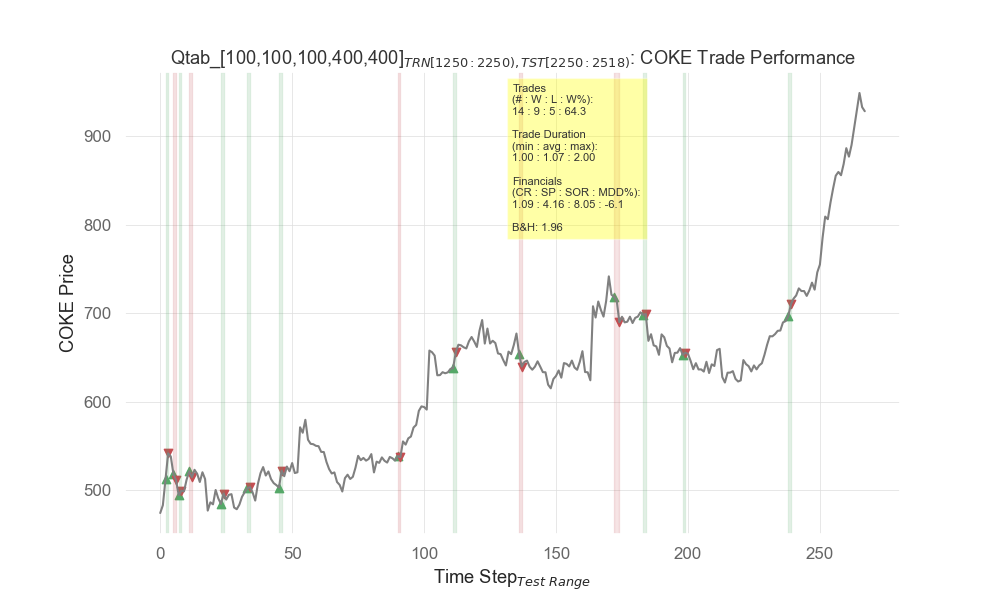 Qtab_[100,100,100,400,400]TRN[1250:2250),TST[2250:2518): COKE Trade Performance
Trades
(# : W : L : W%):
14 : 9 : 5 : 64.3
Trade Duration
(min : avg : max):
1.00 : 1.07 : 2.00
Financials
(CR : SP : SOR : MDD%):
1.09 : 4.16 : 8.05 : -6.1
B&H: 1.96
COKE Price
900
800
700
600
500
0 50 100 150 200 250
Time StepTest Range